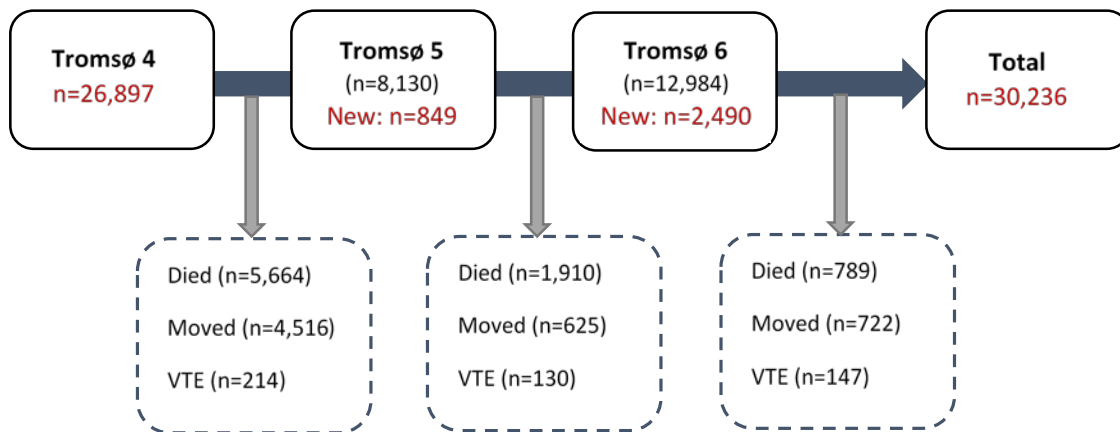 Tromsø 4
n=26,897
Tromsø 5
(n=8,130)
New: n=849
Tromsø 6
(n=12,984)
New: n=2,490
Total
n=30,236
Died (n=5,664)
Moved (n=4,516)
VTE (n=214)
Died (n=1,910)
Moved (n=625)
VTE (n=130)
Died (n=789)
Moved (n=722)
VTE (n=147)